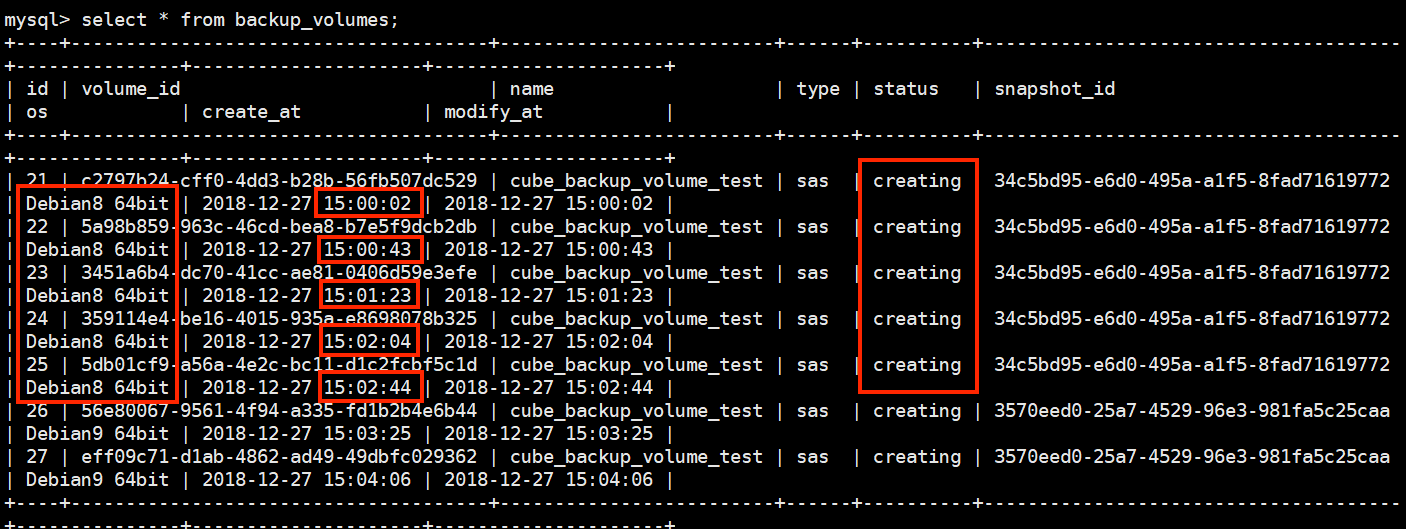 mysql> select * from backup_volumes;
+----+--------------------------------------+-------------------------+------+----------+--------------------------------------
+---------------+---------------------+---------------------+
| id | volume_id                            | name                    | type | status   | snapshot_id
| os            | create_at           | modify_at           |
+----+--------------------------------------+-------------------------+------+----------+--------------------------------------
+---------------+---------------------+---------------------+
| 21 | c2797b24-cff0-4dd3-b28b-56fb507dc529 | cube_backup_volume_test | sas  | creating | 34c5bd95-e6d0-495a-a1f5-8fad71619772
| Debian8 64bit | 2018-12-27 15:00:02 | 2018-12-27 15:00:02 |
| 22 | 5a98b859-963c-46cd-bea8-b7e5f9dcb2db | cube_backup_volume_test | sas  | creating | 34c5bd95-e6d0-495a-a1f5-8fad71619772
| Debian8 64bit | 2018-12-27 15:00:43 | 2018-12-27 15:00:43 |
| 23 | 3451a6b4-dc70-41cc-ae81-0406d59e3efe | cube_backup_volume_test | sas  | creating | 34c5bd95-e6d0-495a-a1f5-8fad71619772
| Debian8 64bit | 2018-12-27 15:01:23 | 2018-12-27 15:01:23 |
| 24 | 359114e4-be16-4015-935a-e8698078b325 | cube_backup_volume_test | sas  | creating | 34c5bd95-e6d0-495a-a1f5-8fad71619772
| Debian8 64bit | 2018-12-27 15:02:04 | 2018-12-27 15:02:04 |
| 25 | 5db01cf9-a56a-4e2c-bc11-d1c2fcbf5c1d | cube_backup_volume_test | sas  | creating | 34c5bd95-e6d0-495a-a1f5-8fad71619772
| Debian8 64bit | 2018-12-27 15:02:44 | 2018-12-27 15:02:44 |
| 26 | 56e80067-9561-4f94-a335-fd1b2b4e6b44 | cube_backup_volume_test | sas  | creating | 3570eed0-25a7-4529-96e3-981fa5c25caa
| Debian9 64bit | 2018-12-27 15:03:25 | 2018-12-27 15:03:25 |
| 27 | eff09c71-d1ab-4862-ad49-49dbfc029362 | cube_backup_volume_test | sas  | creating | 3570eed0-25a7-4529-96e3-981fa5c25caa
| Debian9 64bit | 2018-12-27 15:04:06 | 2018-12-27 15:04:06 |
+----+--------------------------------------+-------------------------+------+----------+--------------------------------------
+---------------+---------------------+---------------------+